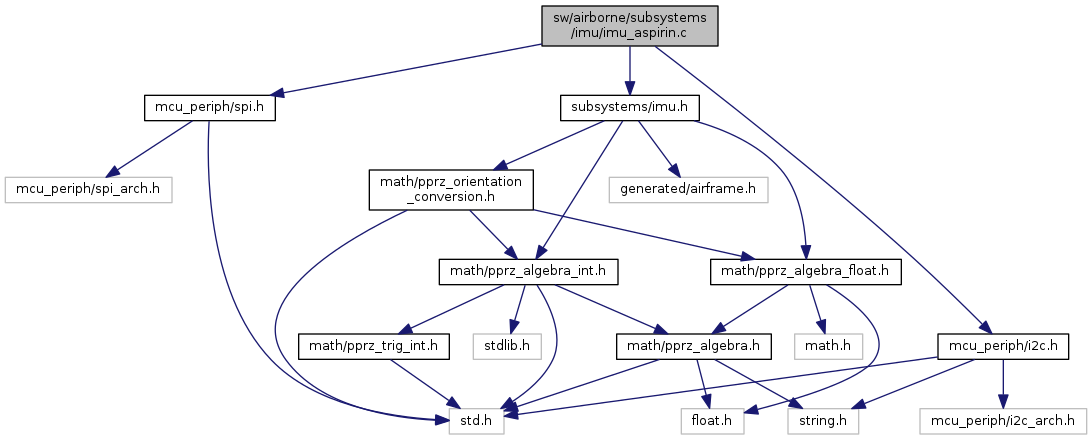 sw/airborne/subsystems
/imu/imu_aspirin.c
mcu_periph/spi.h
subsystems/imu.h
mcu_periph/spi_arch.h
math/pprz_orientation
_conversion.h
generated/airframe.h
math/pprz_algebra_int.h
math/pprz_algebra_float.h
math/pprz_trig_int.h
stdlib.h
math/pprz_algebra.h
math.h
mcu_periph/i2c.h
std.h
float.h
string.h
mcu_periph/i2c_arch.h